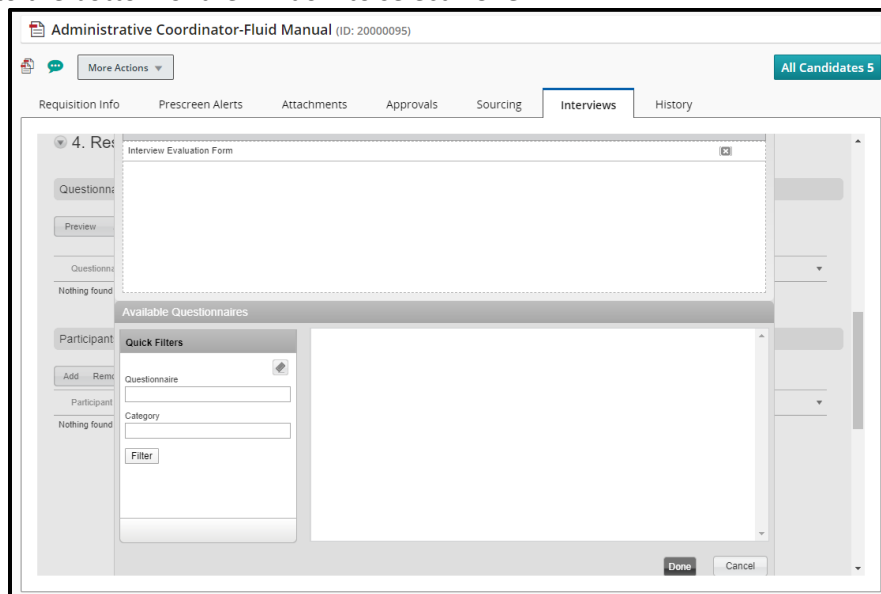 Administrative Coordinator-Fluid Manual (ID: 20000095)
More Actions
All Candidates 5
Requisition Info Prescreen Alerts Attachments Approvals Sourcing Interviews History
4. Res
Interview Evaluation Form
Questionna
Preview
Questionna
Nothing found
Available Questionnaires
Participant
Quick Filters
Add Remo
Questionnaire
Participant
Category
Nothing found
Filter
Done Cancel